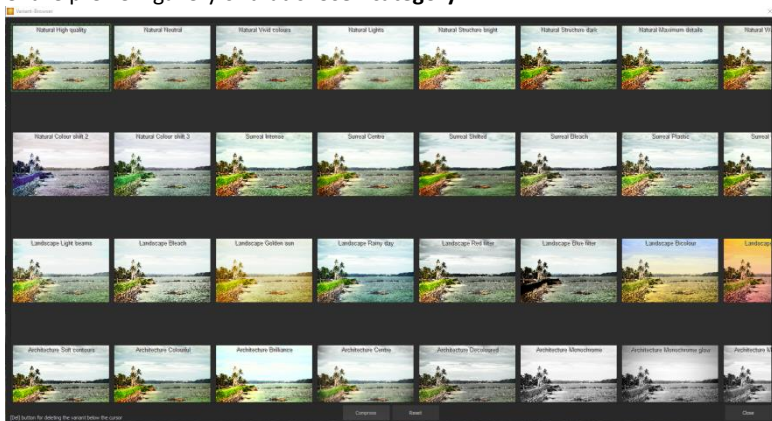 Variant Browser
Natural High quality Natural Neutral Natural Vivid colours Natural Lights Natural Structure bright Natural Structure dark Natural Maximum details Natural
Natural Colour shift 2 Natural Colour shift 3 Surreal Intense Surreal Centre Surreal Shifted Surreal Bleach Surreal Plastic Surreal
Landscape Light beams Landscape Bleach Landscape Golden sun Landscape Rainy day Landscape Red filter Landscape Blue filter Landscape Bicolour
Architecture Soft contours Architecture Colourful Architecture Brilliance Architecture Centre Architecture Decoloured Architecture Monochrome Architecture Monochrome glow Architecture M
[Del] button for deleting the variant below the cursor Compress Reset Close